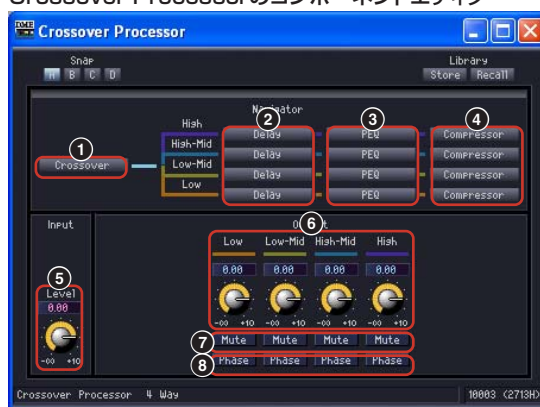 Crossover Processorのコンポーネントエディター
DME Crossover Processor
Snap
A B C D
Library
Store Recall
Navigator
1
Crossover
High
High-Mid
Low-Mid
Low
2
Delay
Delay
Delay
Delay
3
PEQ
PEQ
PEQ
PEQ
4
Compressor
Compressor
Compressor
Compressor
Input
5
Level
0.00
-∞ +10
6
Low Low-Mid High-Mid High
0.00 0.00 0.00 0.00
-∞ +10 -∞ +10 -∞ +10 -∞ +10
7
Mute Mute Mute Mute
8
Phase Phase Phase Phase
Crossover Processor 4 Way
10003 (2713H)